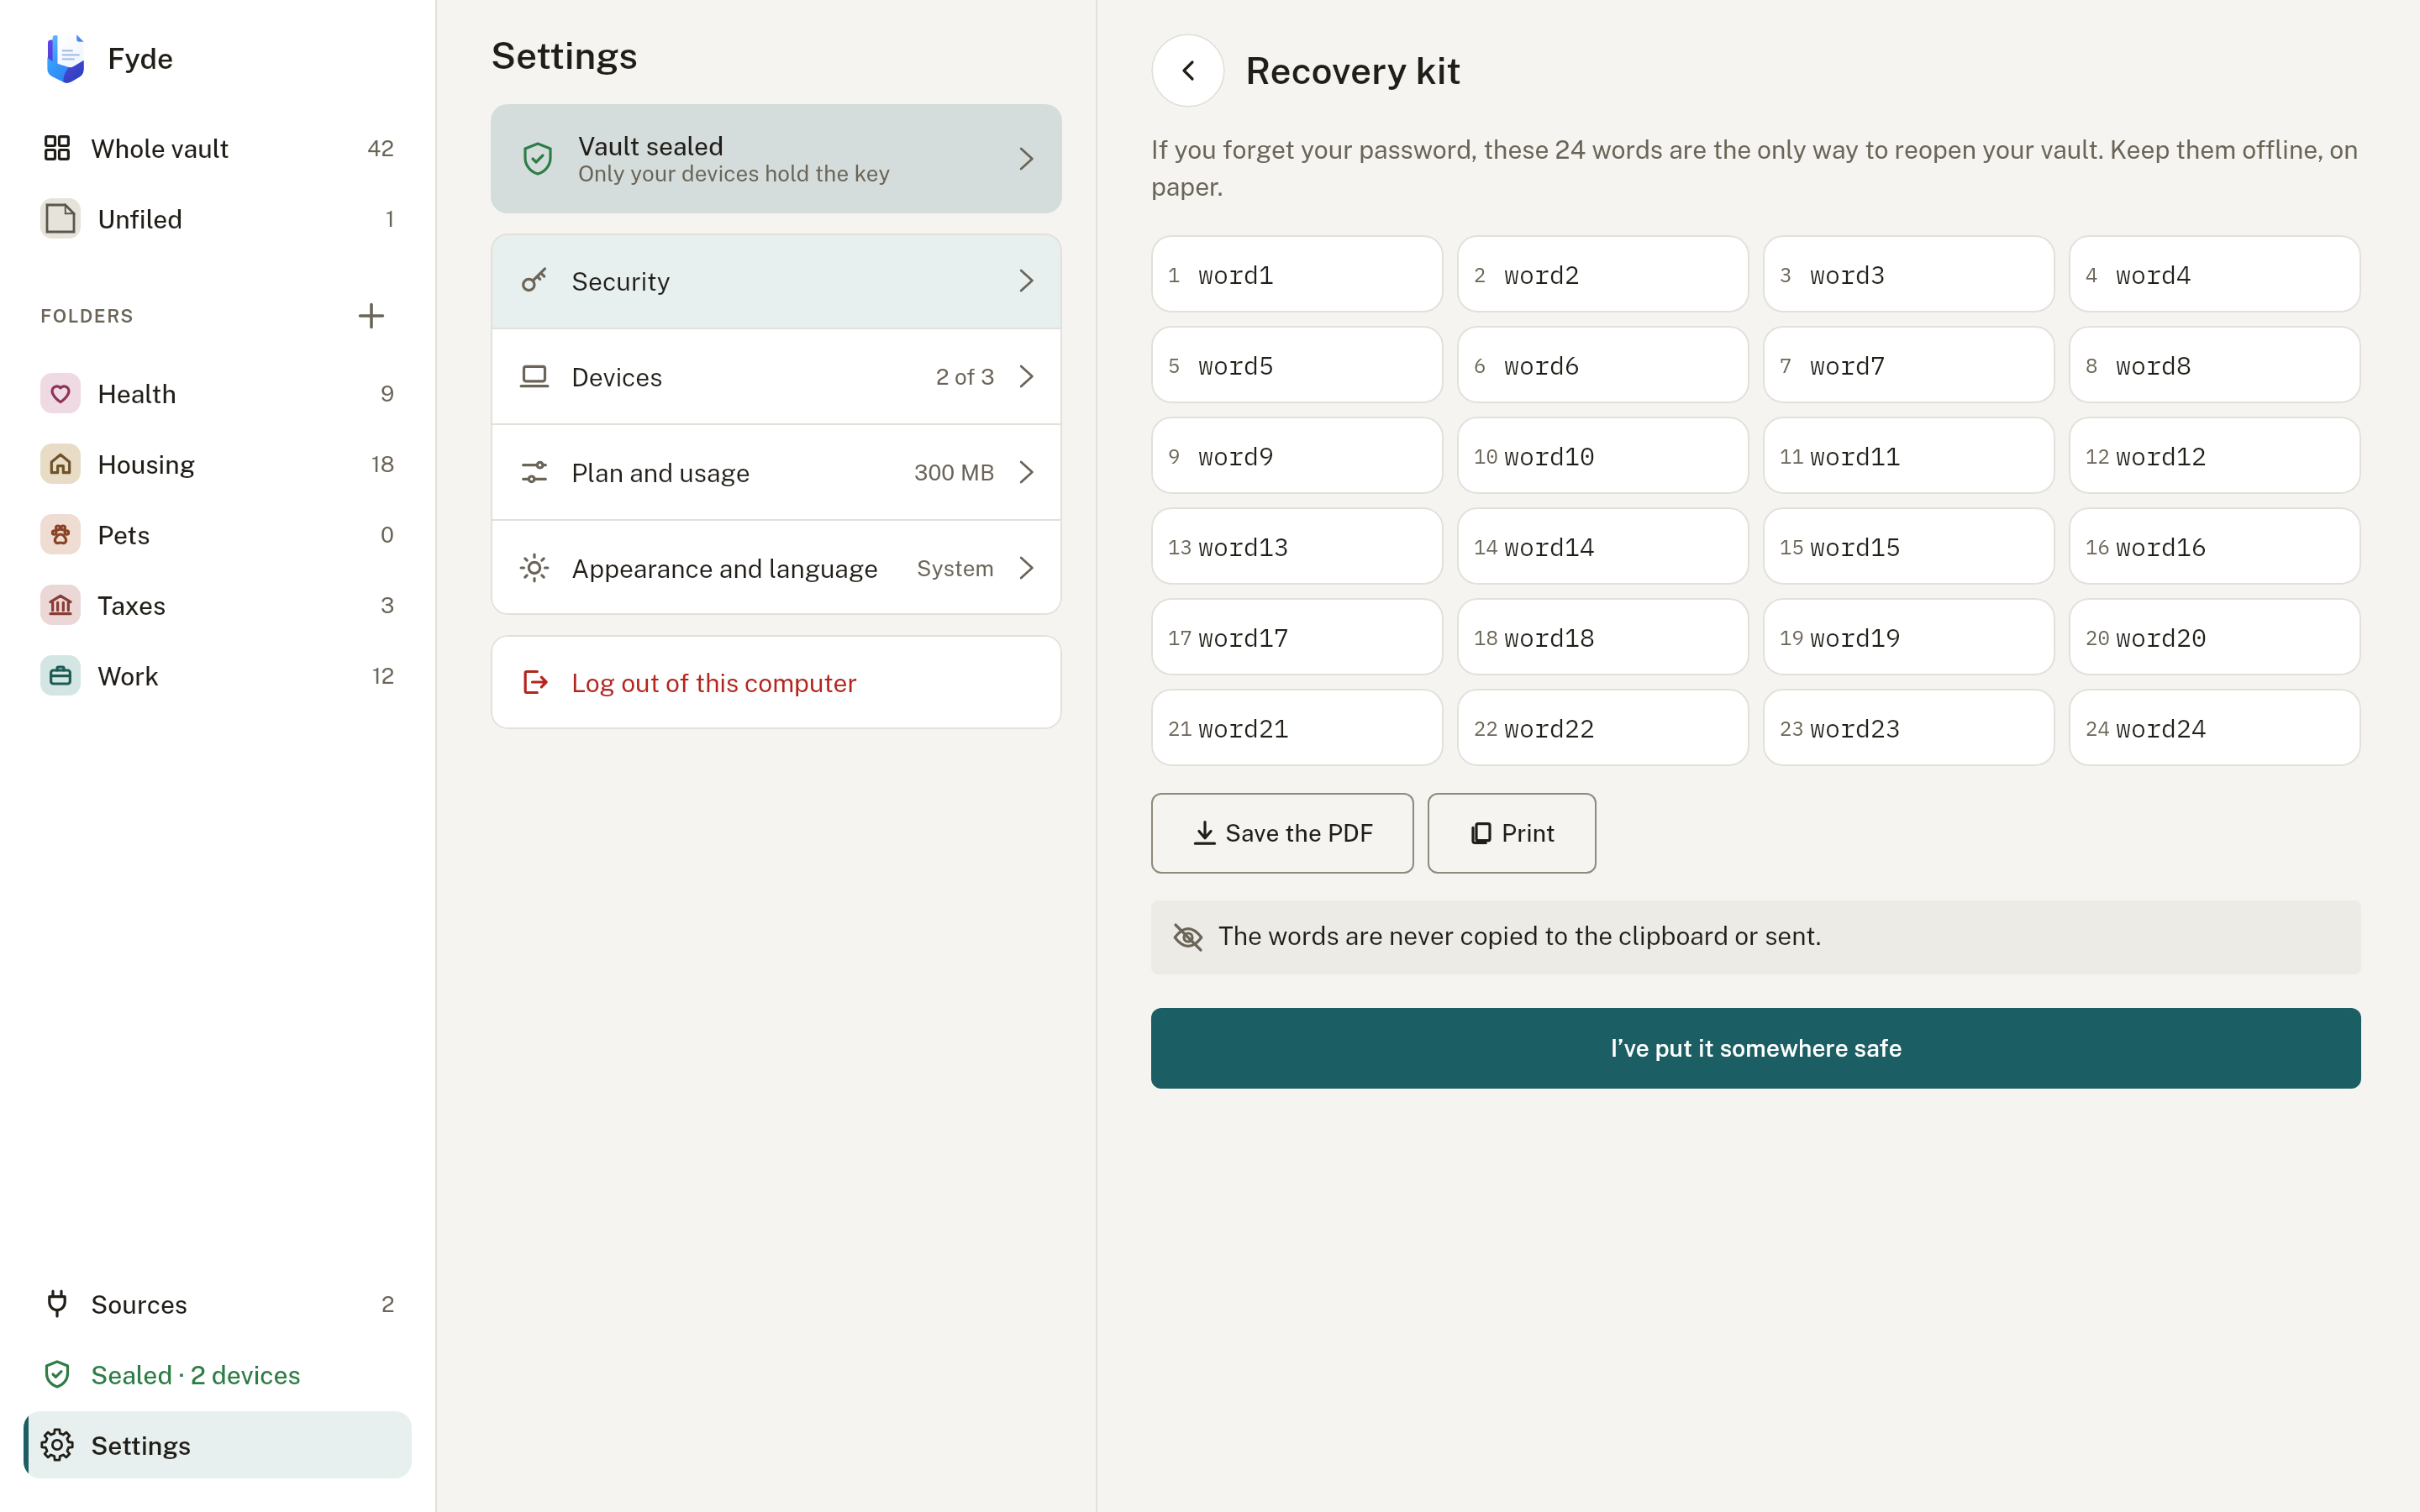 Fyde
Whole vault 42
Unfiled 1
FOLDERS
Health 9
Housing 18
Pets 0
Taxes 3
Work 12
Sources 2
Sealed · 2 devices
Settings
Settings
Vault sealed
Only your devices hold the key
Security
Devices 2 of 3
Plan and usage 300 MB
Appearance and language System
Log out of this computer
Recovery kit
If you forget your password, these 24 words are the only way to reopen your vault. Keep them offline, on
paper.
1 word1 2 word2 3 word3 4 word4
5 word5 6 word6 7 word7 8 word8
9 word9 10 word10 11 word11 12 word12
13 word13 14 word14 15 word15 16 word16
17 word17 18 word18 19 word19 20 word20
21 word21 22 word22 23 word23 24 word24
Save the PDF Print
The words are never copied to the clipboard or sent.
I’ve put it somewhere safe